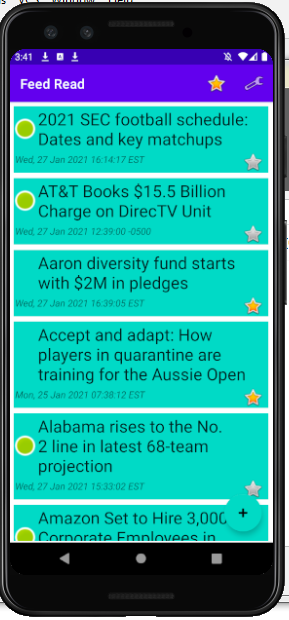 3:41
Feed Read
2021 SEC football schedule:
Dates and key matchups
Wed, 27 Jan 2021 16:14:17 EST
AT&T Books $15.5 Billion
Charge on DirecTV Unit
Wed, 27 Jan 2021 12:39:00 -0500
Aaron diversity fund starts
with $2M in pledges
Wed, 27 Jan 2021 16:39:05 EST
Accept and adapt: How
players in quarantine are
training for the Aussie Open
Mon, 25 Jan 2021 07:38:12 EST
Alabama rises to the No.
2 line in latest 68-team
projection
Wed, 27 Jan 2021 15:33:02 EST
+
Amazon Set to Hire 3,000
Corporate Employees in